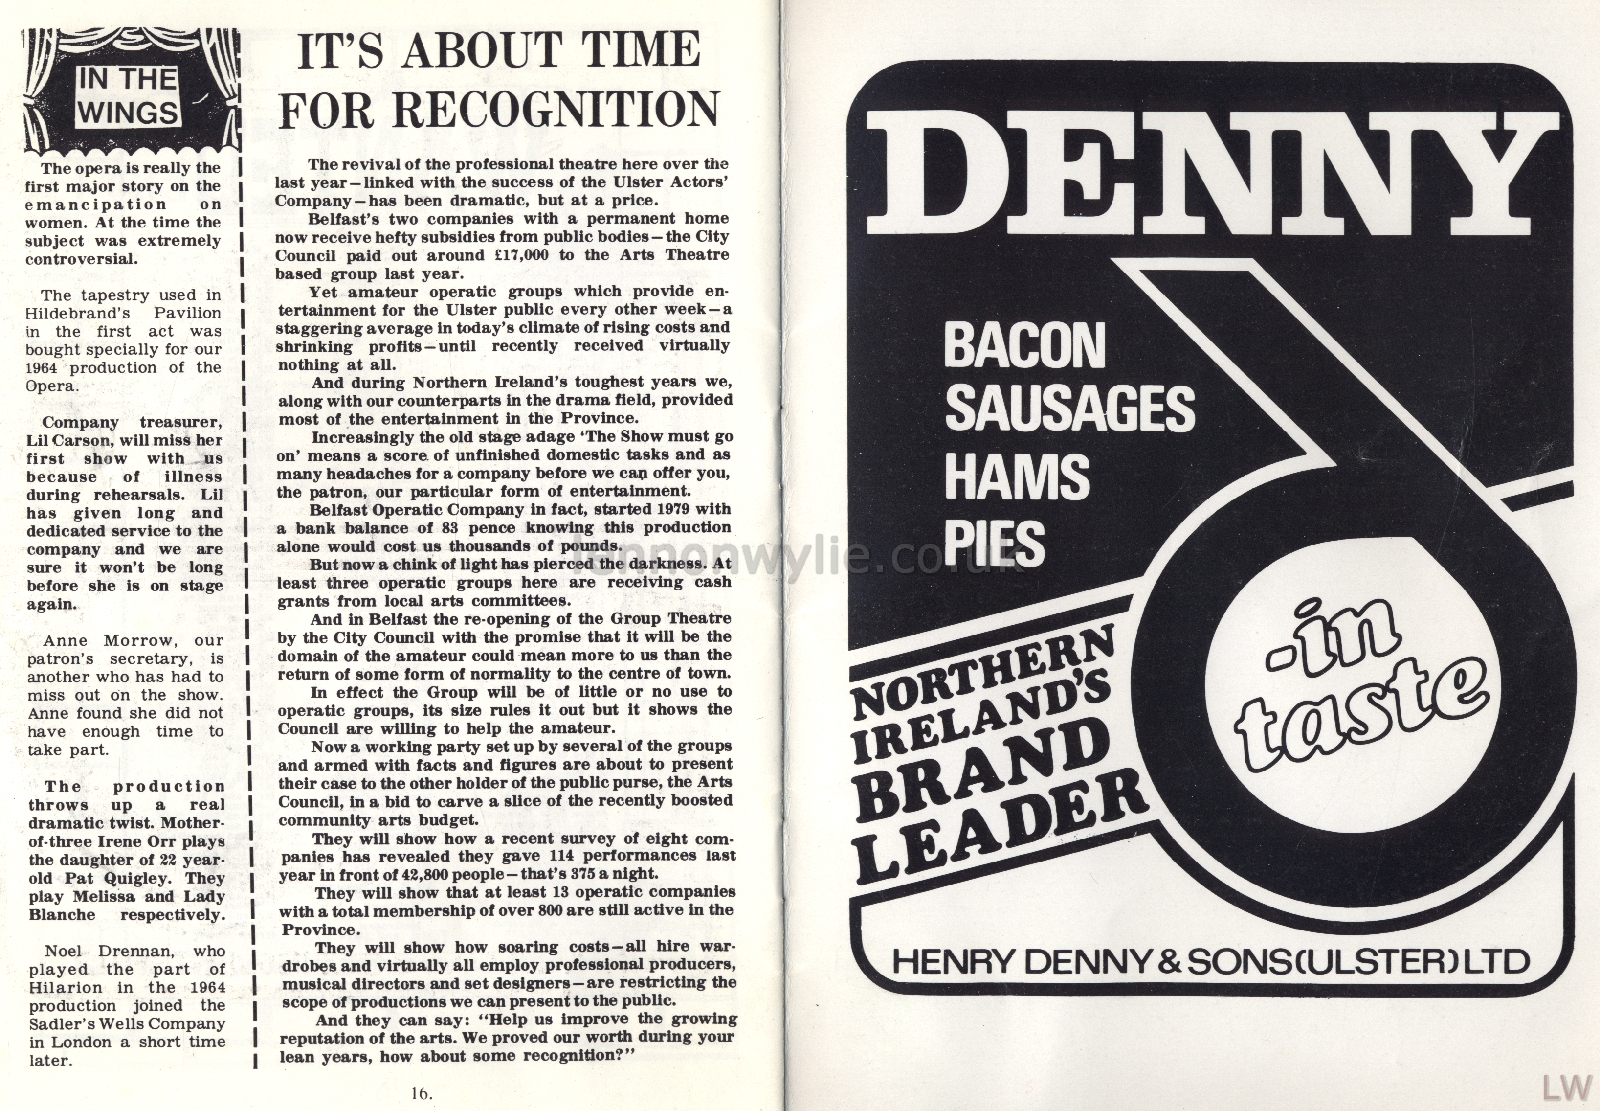 IN THE
WINGS
The opera is really the
first major story on the
emancipation on
women. At the time the
subject was extremely
controversial.
The tapestry used in
Hildebrand's Pavilion
in the first act was
bought specially for our
1964 production of the
Opera.
Company treasurer,
Lil Carson, will miss her
first show with us
because of illness
during rehearsals. Lil
has given long and
dedicated service to the
company and we are
sure it won't be long
before she is on stage
again.
Anne Morrow, our
patron's secretary, is
another who has had to
miss out on the show.
Anne found she did not
have enough time to
take part.
The production
throws up a real
dramatic twist. Mother-
of-three Irene Orr plays
the daughter of 22 year-
old Pat Quigley. They
play Melissa and Lady
Blanche respectively.
Noel Drennan, who
played the part of
Hilarion in the 1964
production joined the
Sadler's Wells Company
in London a short time
later.
IT'S ABOUT TIME
FOR RECOGNITION
The revival of the professional theatre here over the
last year—linked with the success of the Ulster Actors'
Company—has been dramatic, but at a price.
Belfast's two companies with a permanent home
now receive hefty subsidies from public bodies—the City
Council paid out around £17,000 to the Arts Theatre
based group last year.
Yet amateur operatic groups which provide en-
tertainment for the Ulster public every other week—a
staggering average in today's climate of rising costs and
shrinking profits—until recently received virtually
nothing at all.
And during Northern Ireland's toughest years we,
along with our counterparts in the drama field, provided
most of the entertainment in the Province.
Increasingly the old stage adage 'The Show must go
on' means a score of unfinished domestic tasks and as
many headaches for a company before we can offer you,
the patron, our particular form of entertainment.
Belfast Operatic Company in fact, started 1979 with
a bank balance of 83 pence knowing this production
alone would cost us thousands of pounds.
But now a chink of light has pierced the darkness. At
least three operatic groups here are receiving cash
grants from local arts committees.
And in Belfast the re-opening of the Group Theatre
by the City Council with the promise that it will be the
domain of the amateur could mean more to us than the
return of some form of normality to the centre of town.
In effect the Group will be of little or no use to
operatic groups, its size rules it out but it shows the
Council are willing to help the amateur.
Now a working party set up by several of the groups
and armed with facts and figures are about to present
their case to the other holder of the public purse, the Arts
Council, in a bid to carve a slice of the recently boosted
community arts budget.
They will show how a recent survey of eight com-
panies has revealed they gave 114 performances last
year in front of 42,800 people—that's 375 a night.
They will show that at least 13 operatic companies
with a total membership of over 800 are still active in the
Province.
They will show how soaring costs—all hire war-
drobes and virtually all employ professional producers,
musical directors and set designers—are restricting the
scope of productions we can present to the public.
And they can say: "Help us improve the growing
reputation of the arts. We proved our worth during your
lean years, how about some recognition?"
16.
lennonwylie.co.uk
DENNY
BACON
SAUSAGES
HAMS
PIES
-in
taste
NORTHERN
IRELAND'S
BRAND
LEADER
HENRY DENNY & SONS (ULSTER) LTD
LW